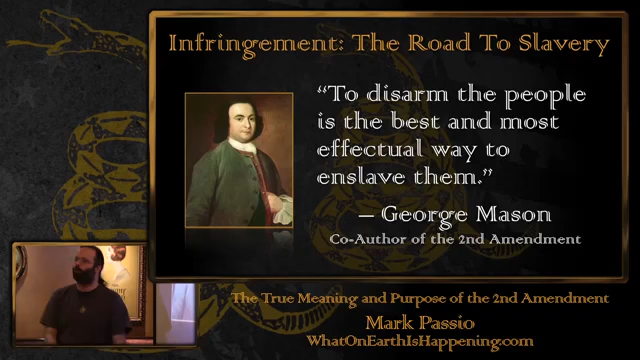 Infringement: The Road To Slavery
“To disarm the people
is the best and most
effectual way to
enslave them.”
– George Mason
Co-Author of the 2nd Amendment
The True Meaning and Purpose of the 2nd Amendment
Mark Passio
WhatOnEarthIsHappening.com